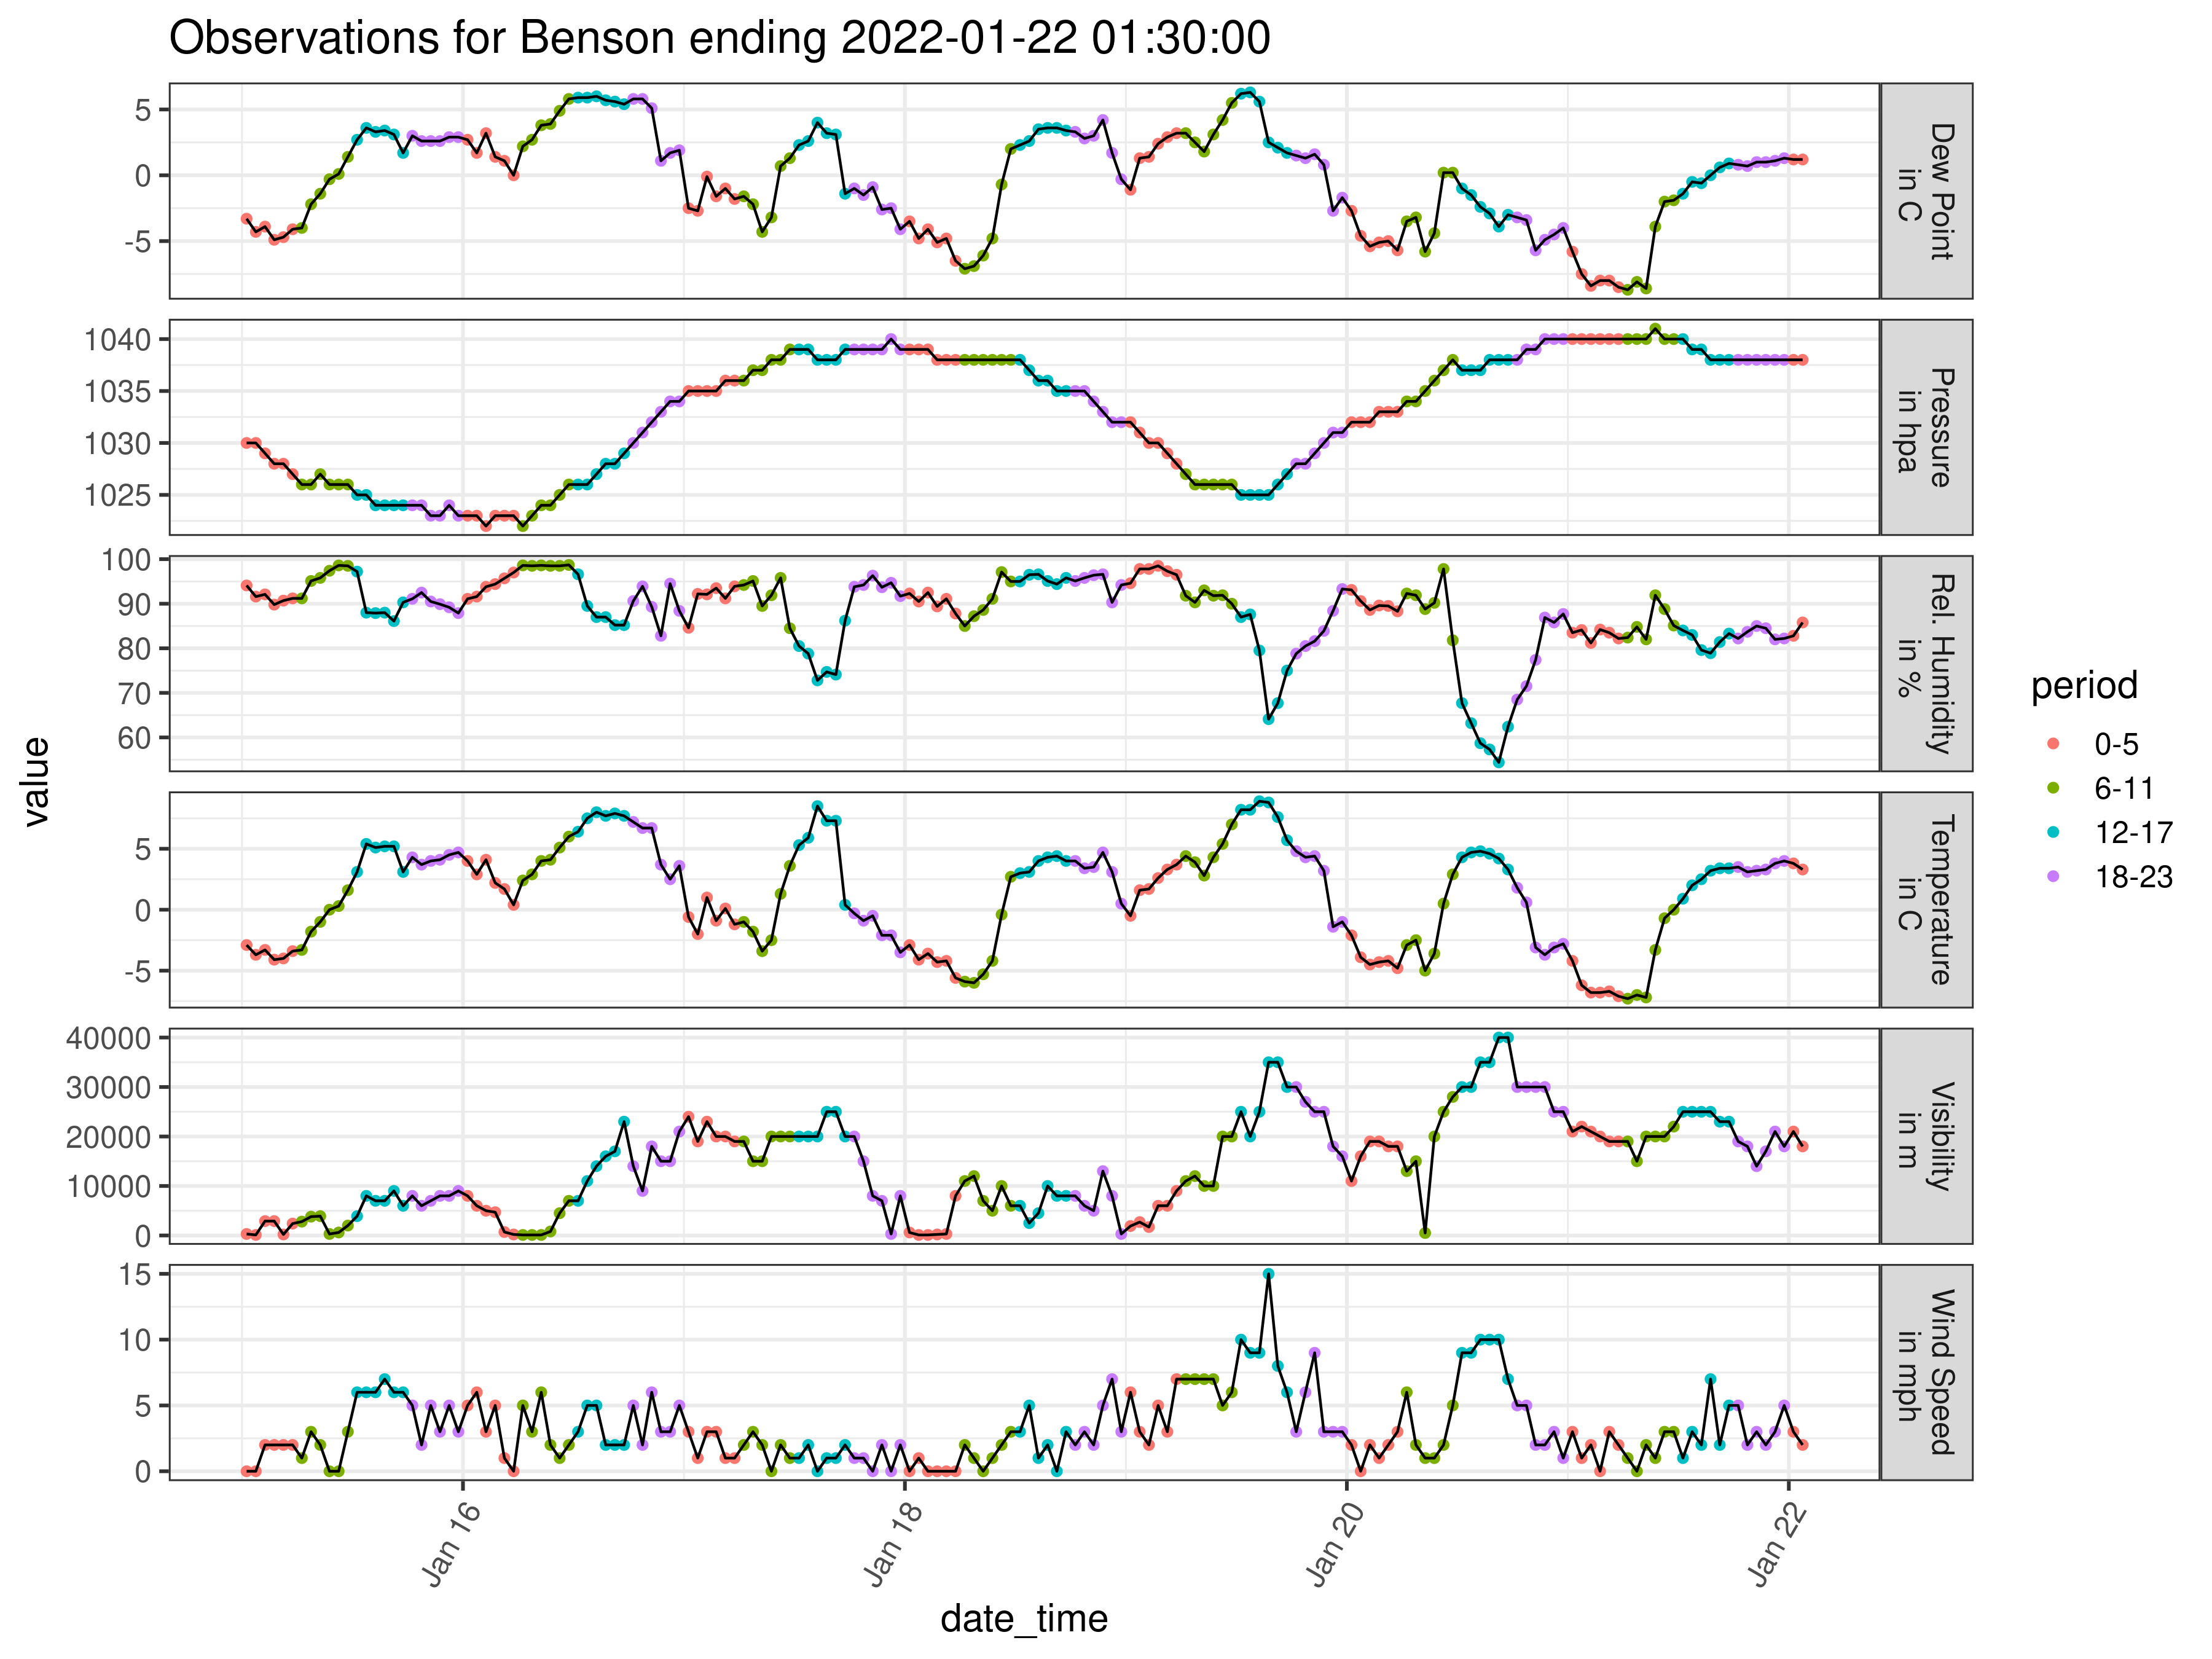 Observations for Benson ending 2022-01-22 01:30:00
value
5
0
-5
Dew Point
in C
1040
1035
1030
1025
Pressure
in hpa
100
90
80
70
60
Rel. Humidity
in %
5
0
-5
Temperature
in C
40000
30000
20000
10000
0
Visibility
in m
15
10
5
0
Wind Speed
in mph
Jan 16
Jan 18
Jan 20
Jan 22
date_time
period
0-5
6-11
12-17
18-23